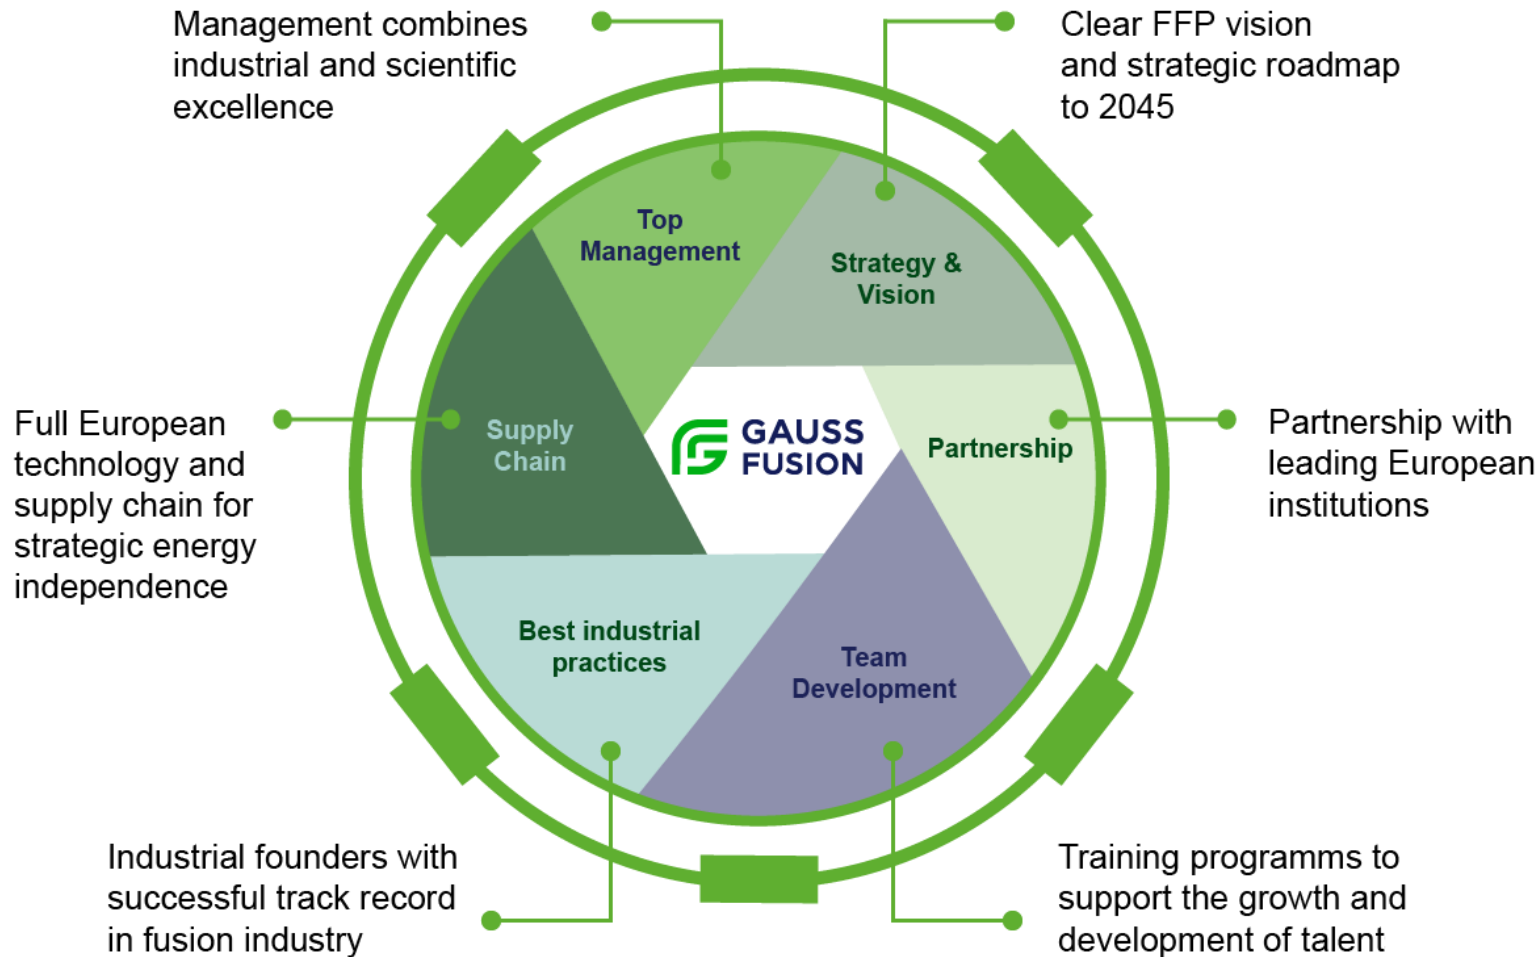 Management combines
industrial and scientific
excellence
Clear FFP vision
and strategic roadmap
to 2045
Top
Management
Strategy &
Vision
Full European
technology and
supply chain for
strategic energy
independence
Supply
Chain
GAUSS
FUSION
Partnership
Partnership with
leading European
institutions
Best industrial
practices
Team
Development
Industrial founders with
successful track record
in fusion industry
Training programms to
support the growth and
development of talent